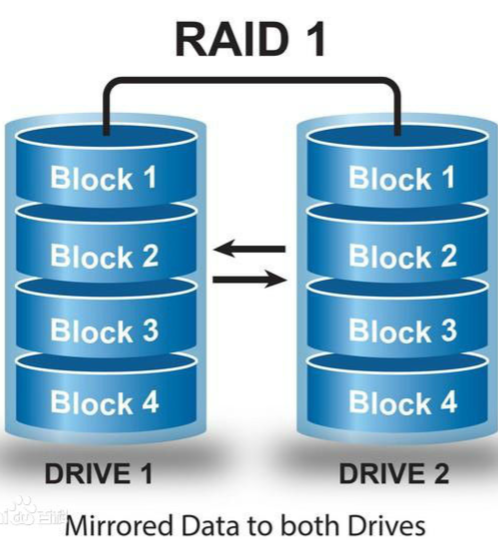 RAID 1
Block 1
Block 2
Block 3
Block 4
DRIVE 1
Block 1
Block 2
Block 3
Block 4
DRIVE 2
Mirrored Data to both Drives